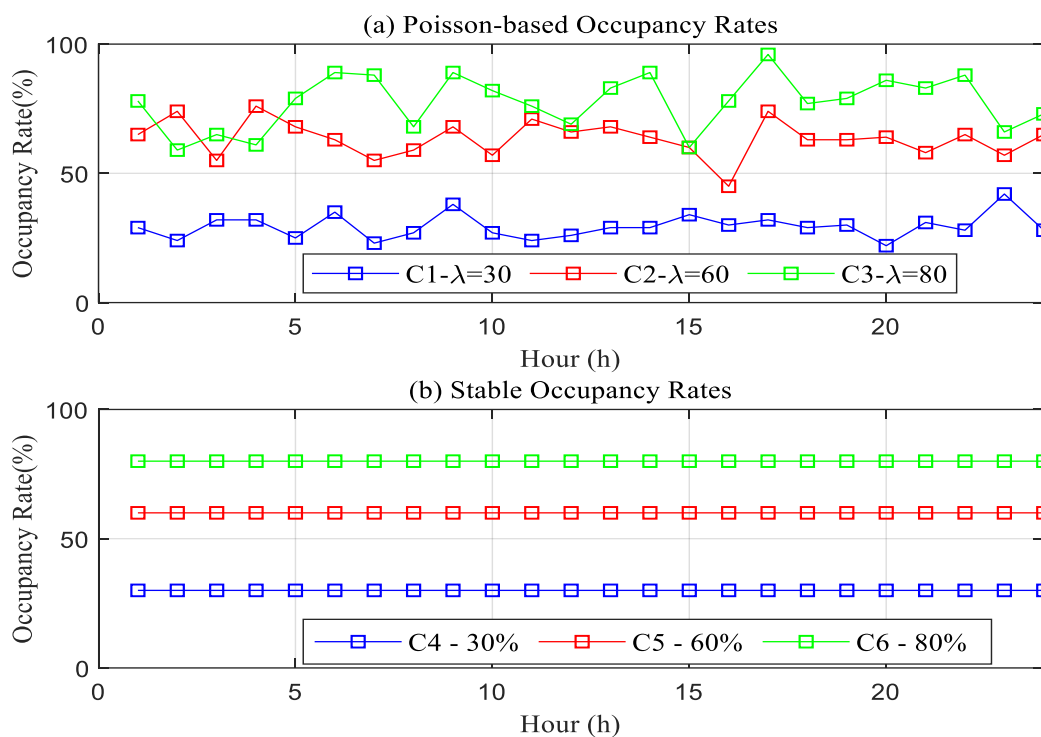 (a) Poisson-based Occupancy Rates
Occupancy Rate(%)
100
50
0
C1-λ=30 C2-λ=60 C3-λ=80
0 5 10 15 20
Hour (h)
(b) Stable Occupancy Rates
Occupancy Rate(%)
100
50
0
C4 - 30% C5 - 60% C6 - 80%
0 5 10 15 20
Hour (h)